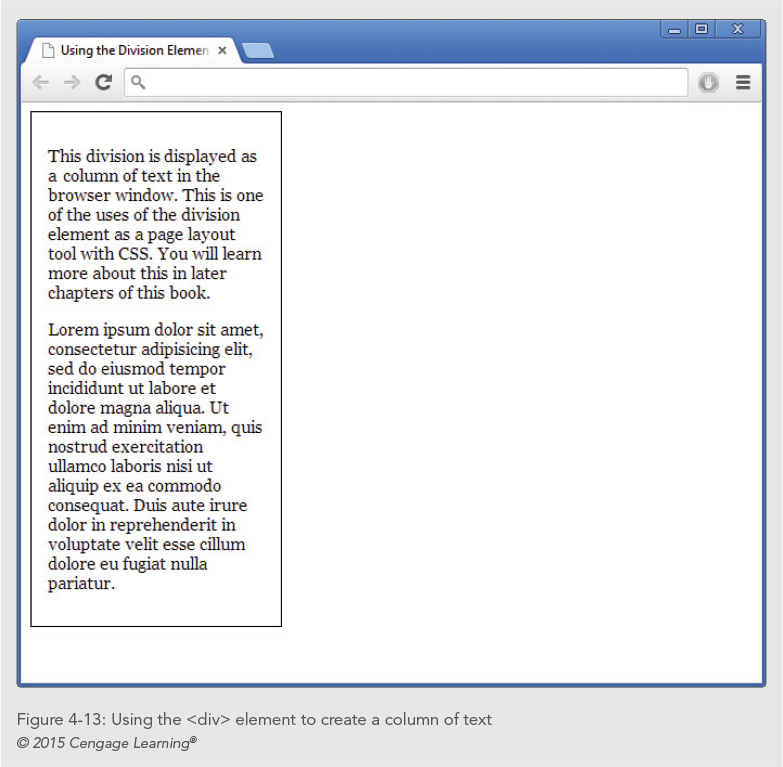 Using the Division Elemen
This division is displayed as
a column of text in the
browser window. This is one
of the uses of the division
element as a page layout
tool with CSS. You will learn
more about this in later
chapters of this book.
Lorem ipsum dolor sit amet,
consectetur adipisicing elit,
sed do eiusmod tempor
incididunt ut labore et
dolore magna aliqua. Ut
enim ad minim veniam, quis
nostrud exercitation
ullamco laboris nisi ut
aliquip ex ea commodo
consequat. Duis aute irure
dolor in reprehenderit in
voluptate velit esse cillum
dolore eu fugiat nulla
pariatur.
Figure 4-13: Using the <div> element to create a column of text
© 2015 Cengage Learning®